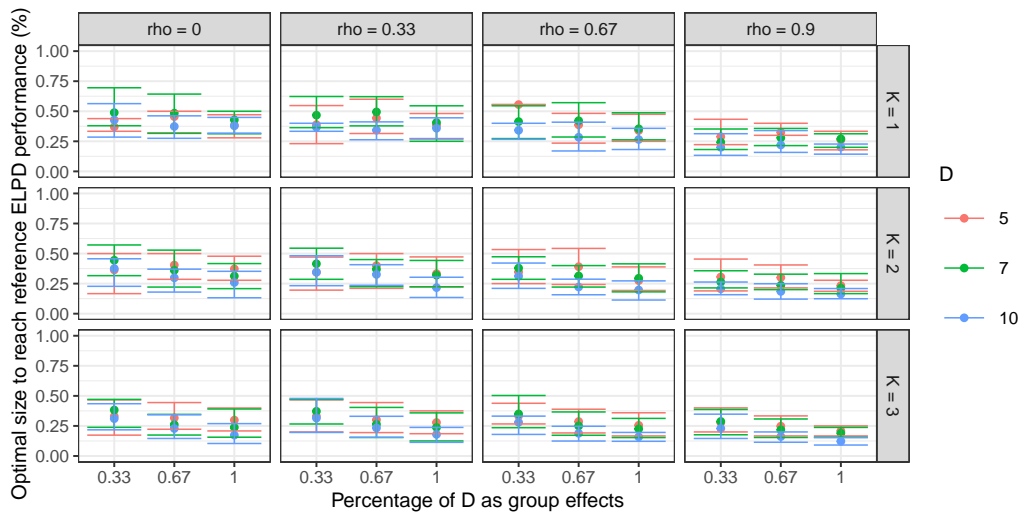 Optimal size to reach reference ELPD performance (%)
rho = 0
rho = 0.33
rho = 0.67
rho = 0.9
1.00
0.75
0.50
0.25
0.00
K = 1
1.00
0.75
0.50
0.25
0.00
K = 2
1.00
0.75
0.50
0.25
0.00
K = 3
0.33 0.67 1
0.33 0.67 1
0.33 0.67 1
0.33 0.67 1
Percentage of D as group effects
D
5
7
10